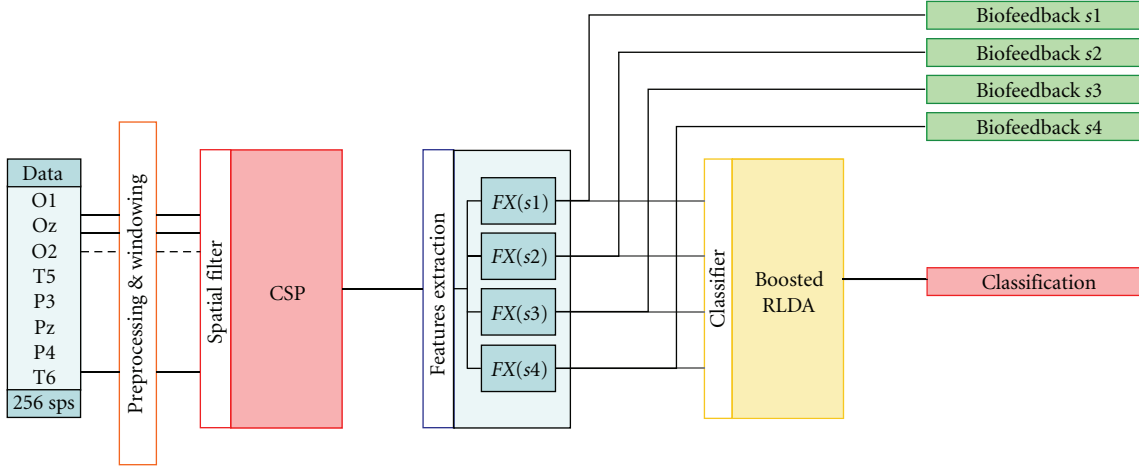 Biofeedback s1
Biofeedback s2
Biofeedback s3
Biofeedback s4
Data
O1
Oz
O2
T5
P3
Pz
P4
T6
256 sps
Preprocessing & windowing
Spatial filter
CSP
Features extraction
FX(s1)
FX(s2)
FX(s3)
FX(s4)
Classifier
Boosted
RLDA
Classification